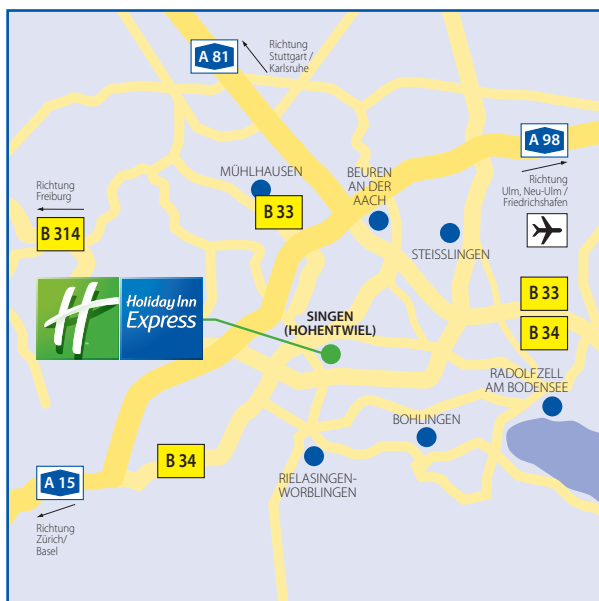 A 81
Richtung
Stuttgart /
Karlsruhe
A 98
Richtung
Ulm, Neu-Ulm /
Friedrichshafen
MÜHLHAUSEN
BEUREN
AN DER
AACH
Richtung
Freiburg
B 33
B 314
STEISSLINGEN
Holiday Inn
Express
SINGEN
(HOHENTWIEL)
B 33
B 34
RADOLFZELL
AM BODENSEE
BOHLINGEN
B 34
RIELASINGEN-
WORBLINGEN
A 15
Richtung
Zürich/
Basel